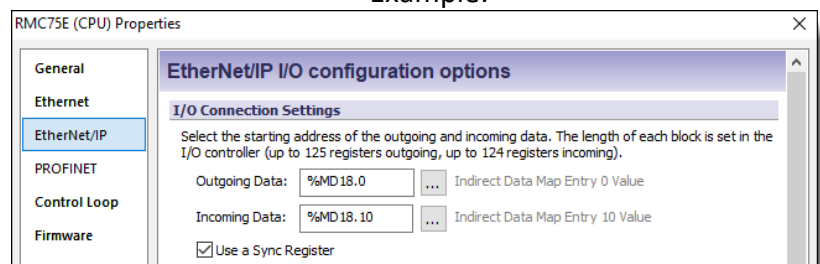 Example:
RMC75E (CPU) Properties
General
Ethernet
EtherNet/IP
PROFINET
Control Loop
Firmware
EtherNet/IP I/O configuration options
I/O Connection Settings
Select the starting address of the outgoing and incoming data. The length of each block is set in the
I/O controller (up to 125 registers outgoing, up to 124 registers incoming).
Outgoing Data: %MD18.0 ... Indirect Data Map Entry 0 Value
Incoming Data: %MD18.10 ... Indirect Data Map Entry 10 Value
Use a Sync Register